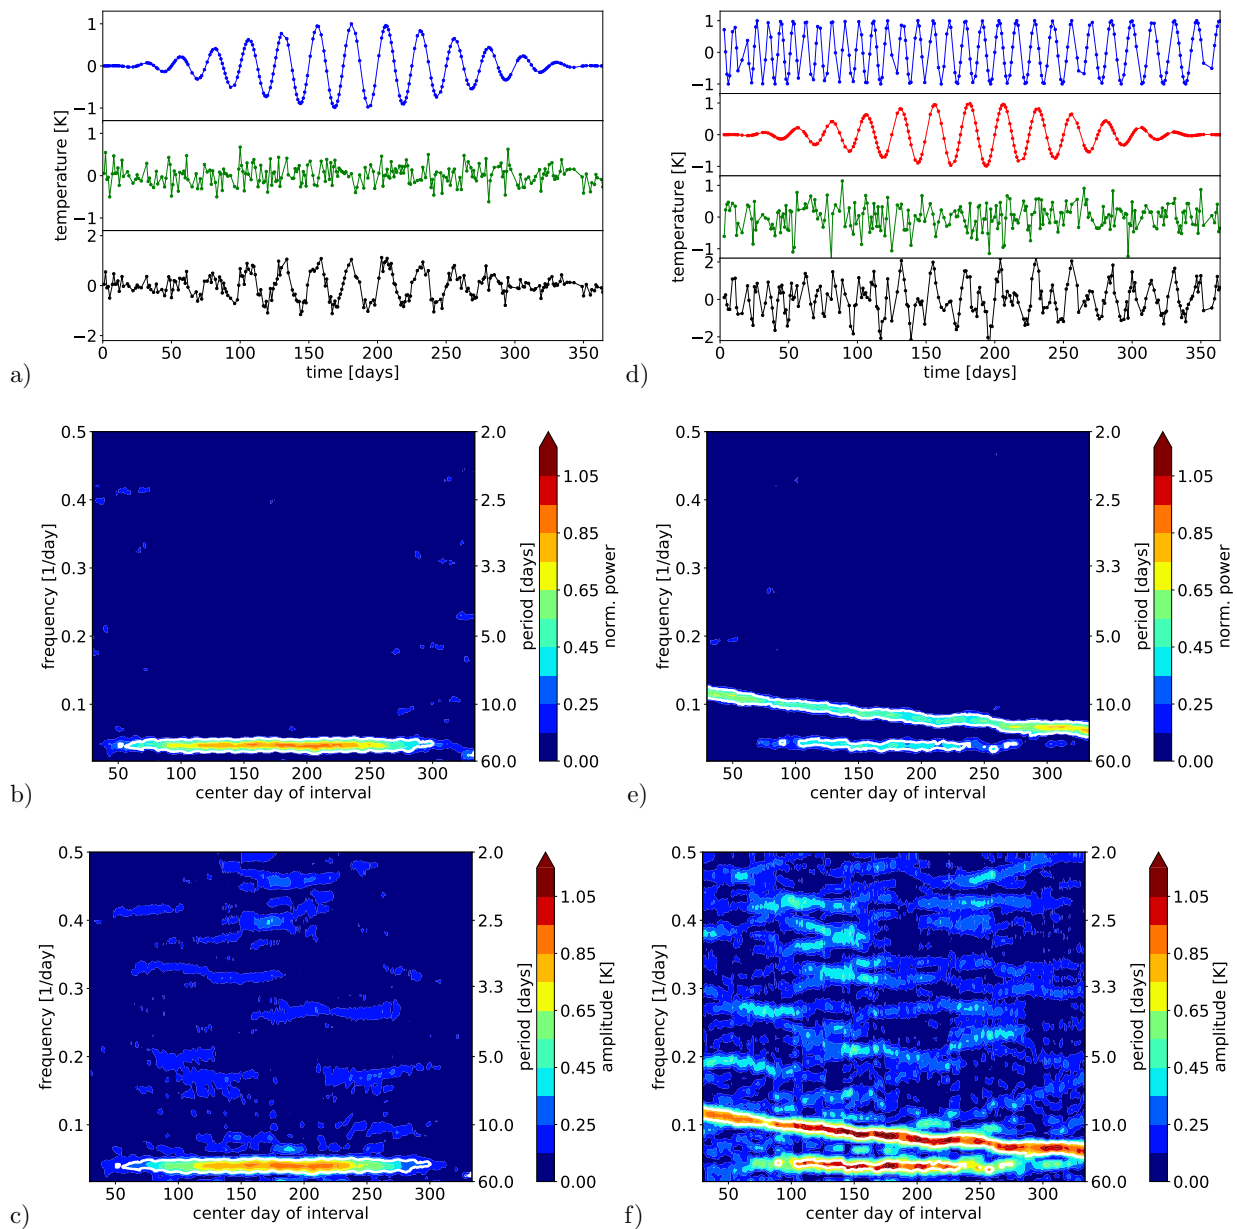 1
0
−1
1
0
−1
2
0
−2
0 50 100 150 200 250 300 350
temperature [K]
time [days]
a)
1
0
−1
1
0
−1
1
0
−1
2
0
−2
0 50 100 150 200 250 300 350
temperature [K]
time [days]
d)
0.5
0.4
0.3
0.2
0.1
frequency [1/day]
50 100 150 200 250 300
center day of interval
2.0
2.5
3.3
5.0
10.0
60.0
period [days]
1.05
0.85
0.65
0.45
0.25
0.00
norm. power
b)
0.5
0.4
0.3
0.2
0.1
frequency [1/day]
50 100 150 200 250 300
center day of interval
2.0
2.5
3.3
5.0
10.0
60.0
period [days]
1.05
0.85
0.65
0.45
0.25
0.00
norm. power
e)
0.5
0.4
0.3
0.2
0.1
frequency [1/day]
50 100 150 200 250 300
center day of interval
2.0
2.5
3.3
5.0
10.0
60.0
period [days]
1.05
0.85
0.65
0.45
0.25
0.00
amplitude [K]
c)
0.5
0.4
0.3
0.2
0.1
frequency [1/day]
50 100 150 200 250 300
center day of interval
2.0
2.5
3.3
5.0
10.0
60.0
period [days]
1.05
0.85
0.65
0.45
0.25
0.00
amplitude [K]
f)